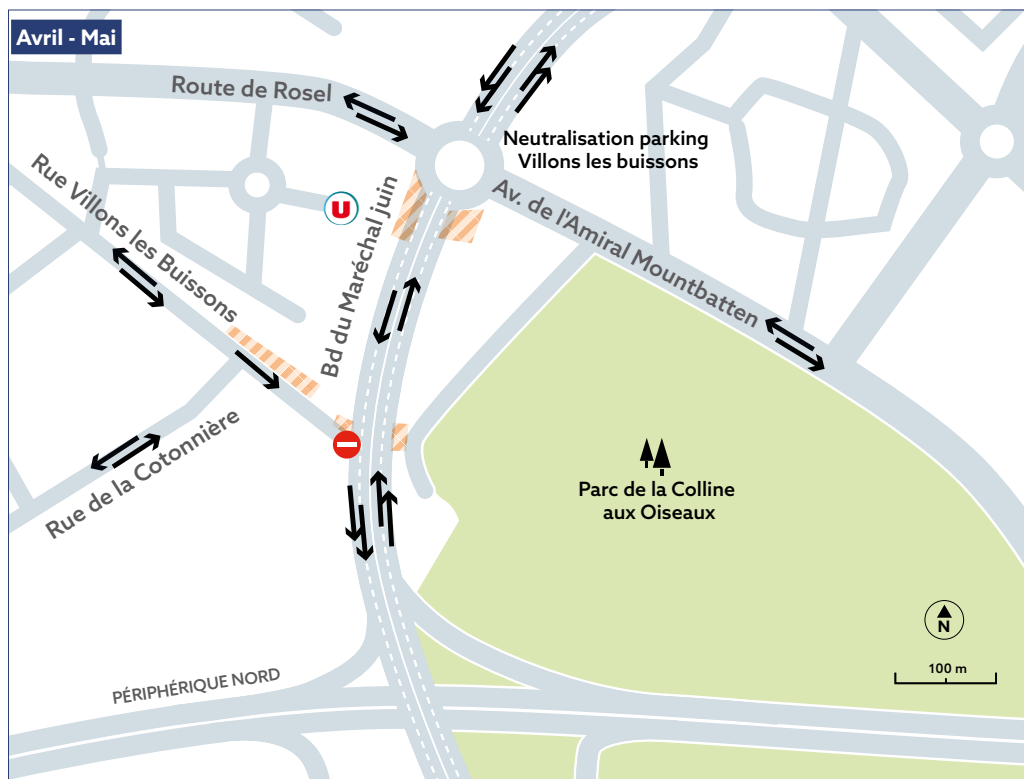 Avril - Mai
Route de Rosel
Neutralisation parking
Villons les buissons
Rue Villons les Buissons
U
Bd du Maréchal juin
Av. de l'Amiral Mountbatten
Rue de la Cotonnière
Parc de la Colline
aux Oiseaux
N
100 m
PÉRIPHÉRIQUE NORD